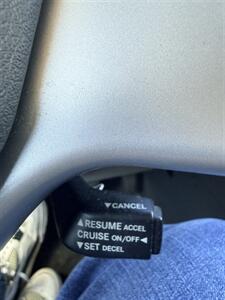 ▼CANCEL
▲RESUME ACCEL
CRUISE ON/OFF◄
▼SET DECEL